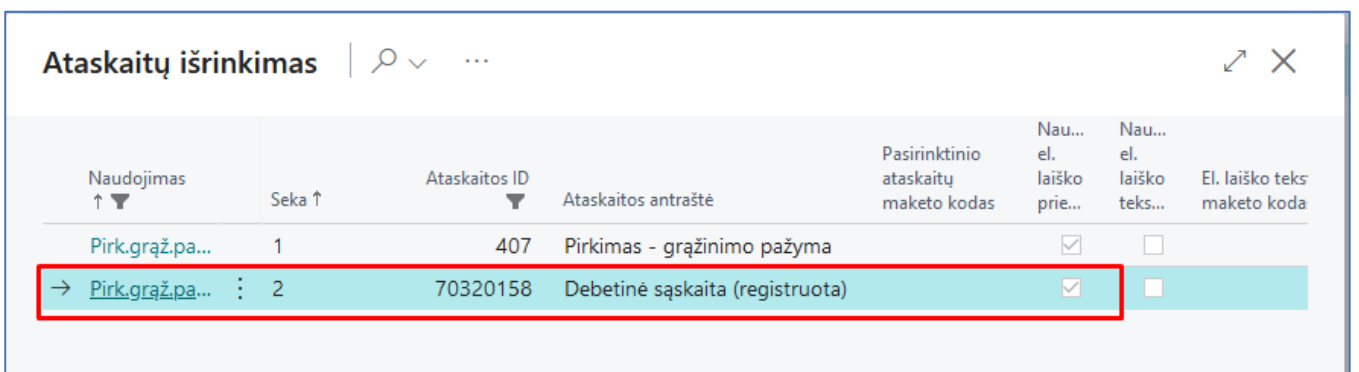 Ataskaitų išrinkimas
Naudojimas
Seka
Ataskaitos ID
Ataskaitos antraštė
Pasirinktinio
ataskaitų
maketo kodas
Nau...
el.
laiško
prie...
Nau...
el.
laiško
teks...
El. laiško teks
maketo koda
Pirk.grąž.pa... 1 407 Pirkimas - grąžinimo pažyma
Pirk.grąž.pa... 2 70320158 Debetinė sąskaita (registruota)